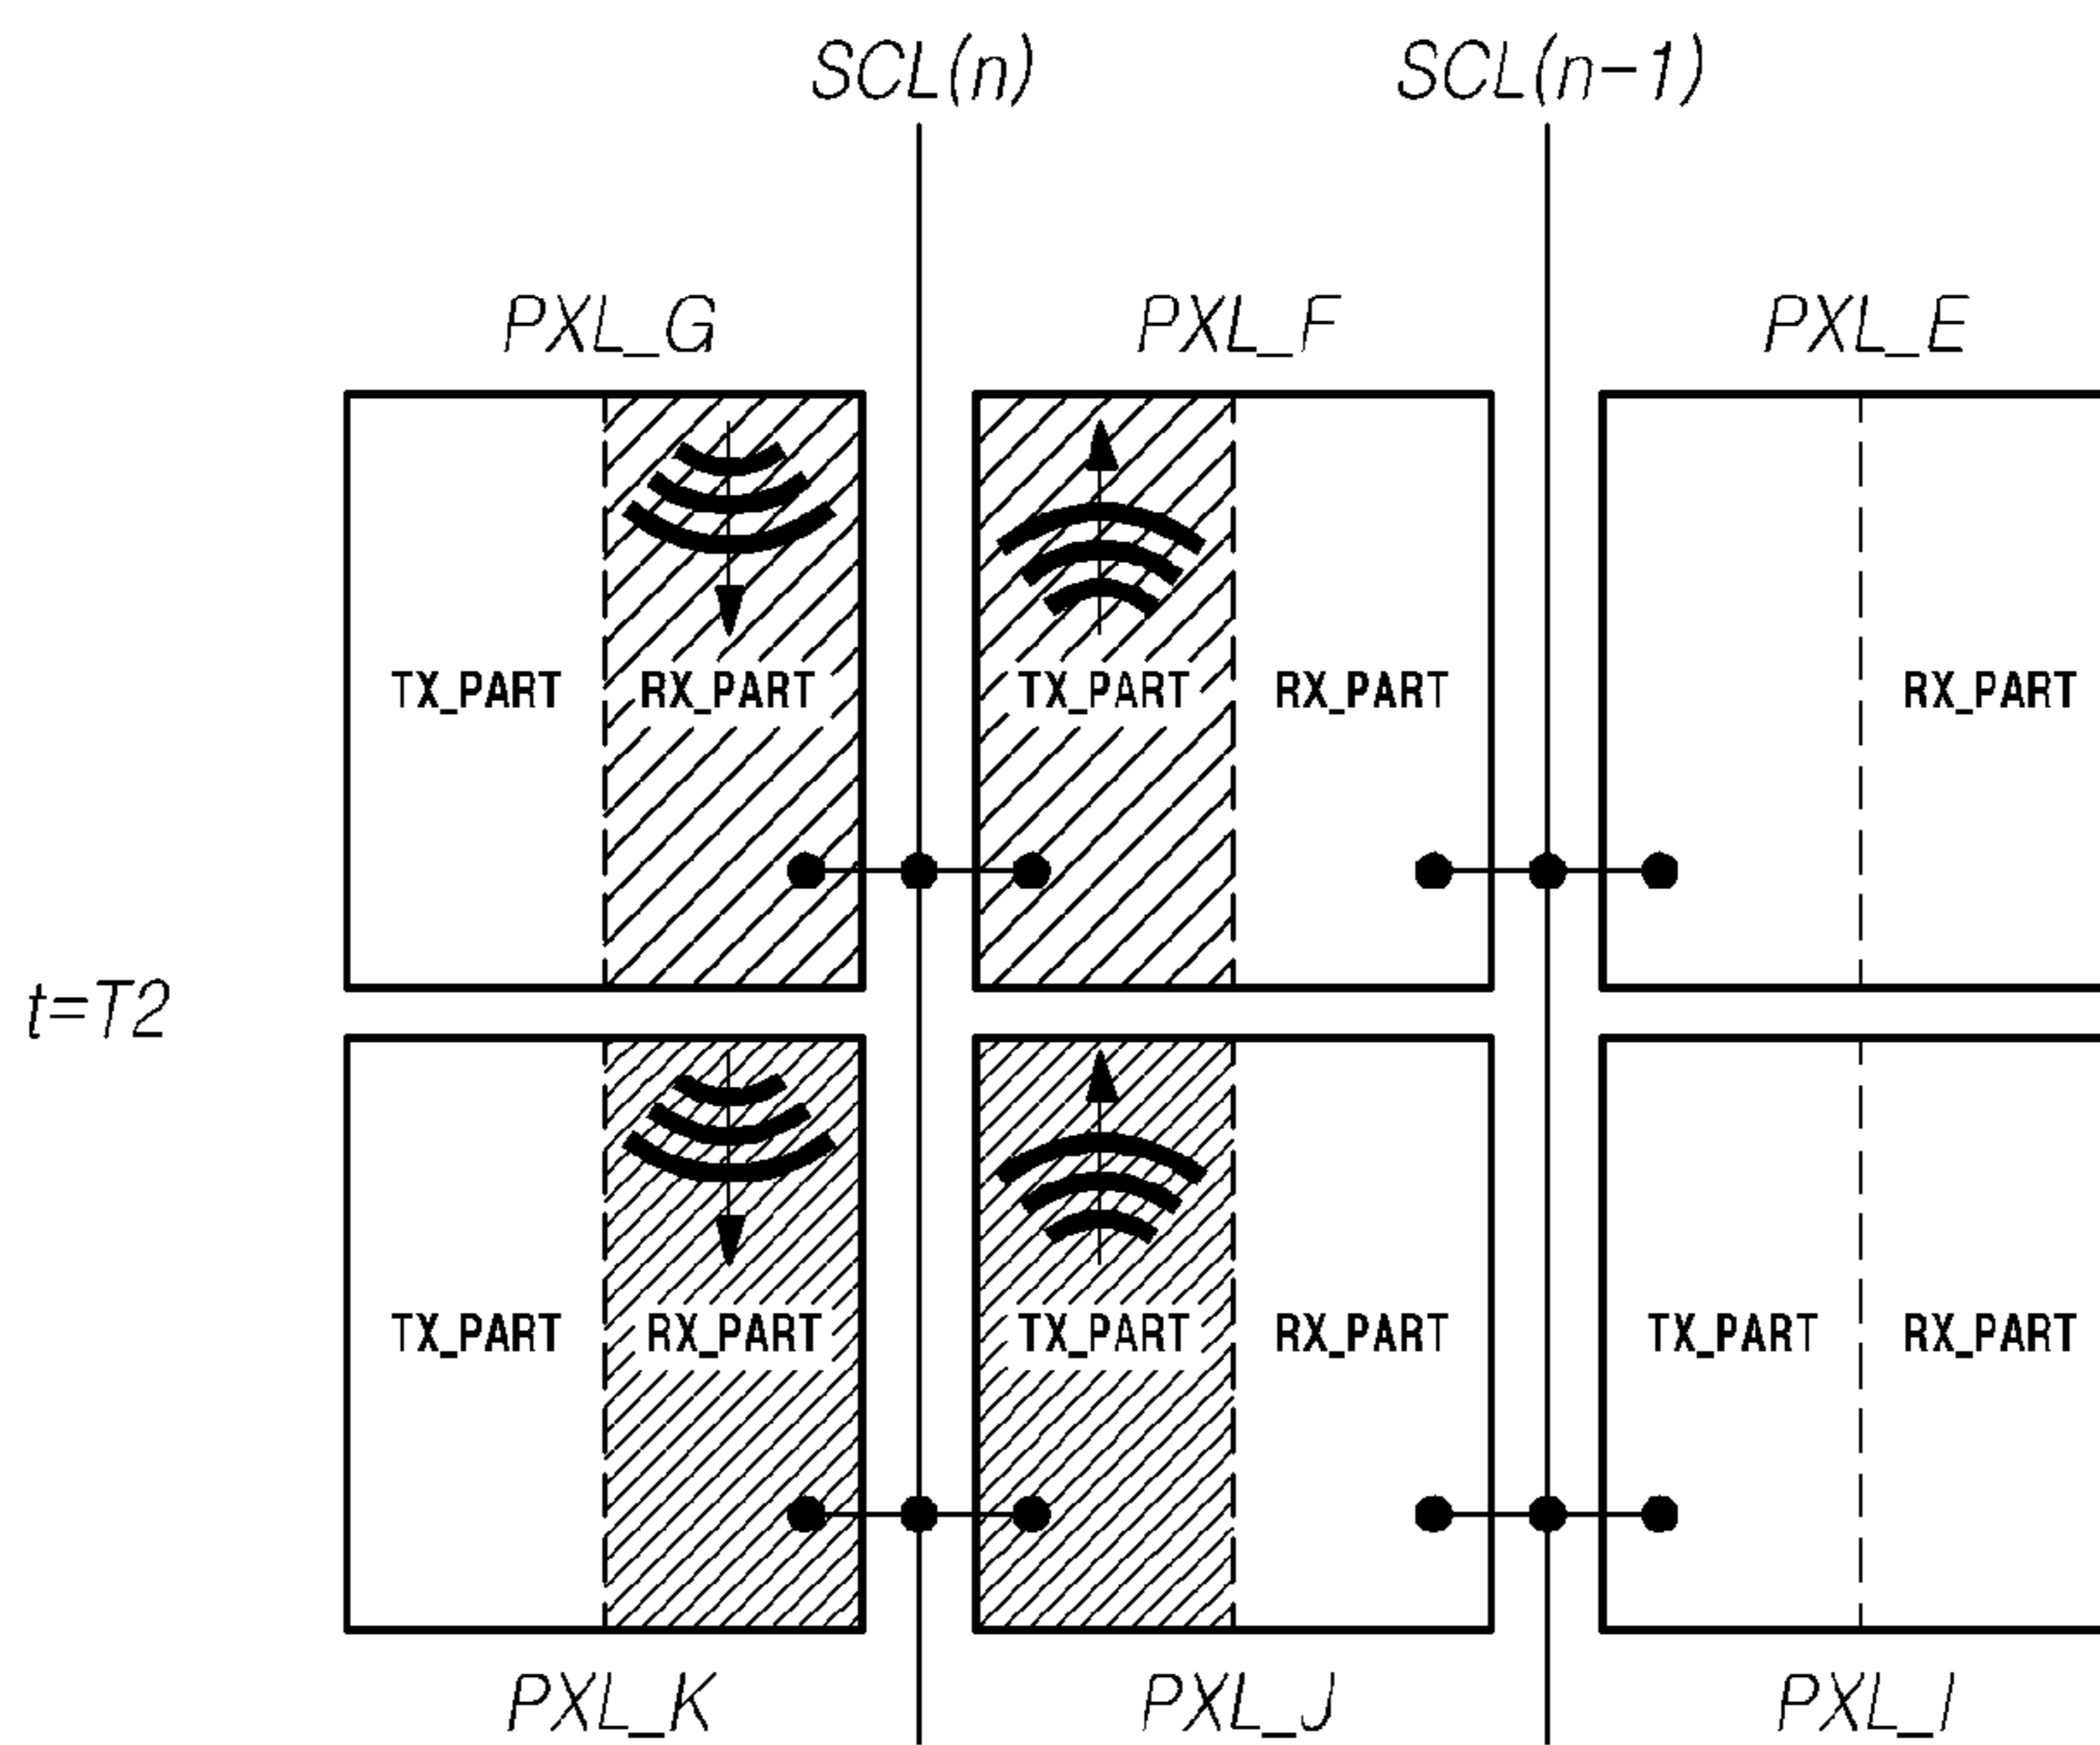 SCL(n) SCL(n-1)
PXL_G PXL_F PXL_E
TX_PART RX_PART TX_PART RX_PART RX_PART
t=T2
TX_PART RX_PART TX_PART RX_PART TX_PART RX_PART
PXL_K PXL_J PXL_I